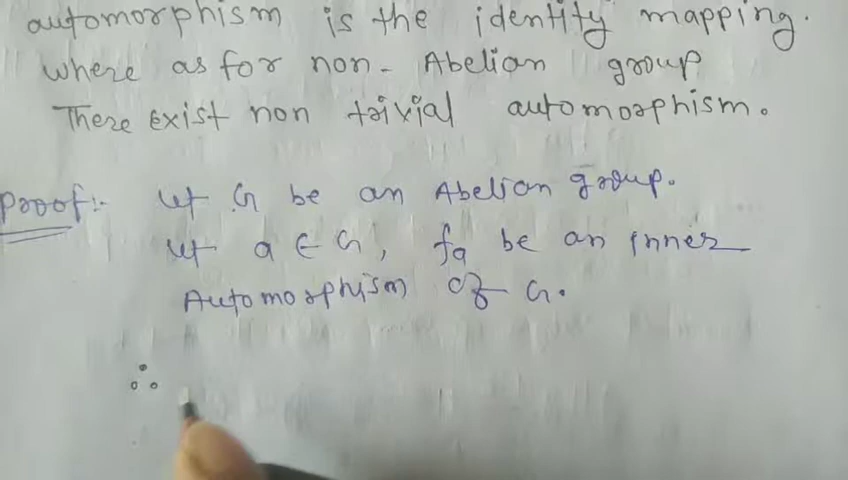 automorphism is the identity mapping.
where as for non- Abelian group
There exist non trivial automorphism.
Proof:- Let G be an Abelian group.
Let a ∈ G, fa be an inner
Automorphism of G.
∴